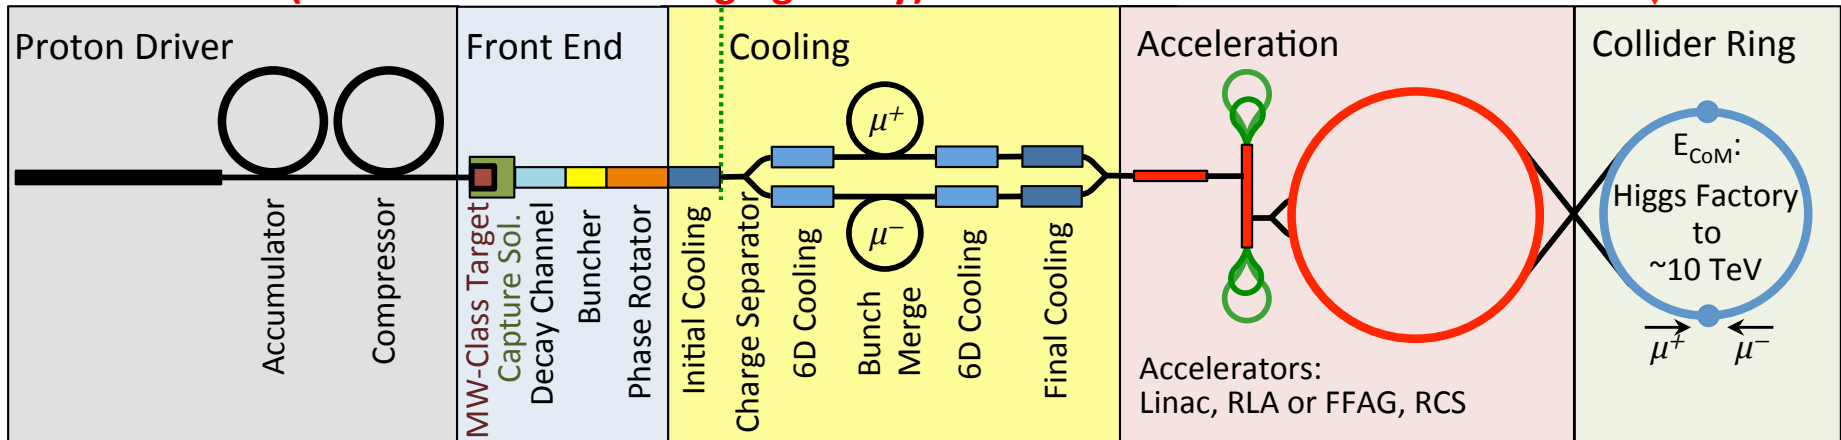 Proton Driver
Accumulator
Compressor
Front End
MW-Class Target
Capture Sol.
Decay Channel
Buncher
Phase Rotator
Cooling
Initial Cooling
Charge Separator
6D Cooling
μ+
μ−
Bunch
Merge
6D Cooling
Final Cooling
Acceleration
Accelerators:
Linac, RLA or FFAG, RCS
Collider Ring
ECoM:
Higgs Factory
to
~10 TeV
μ+ μ−